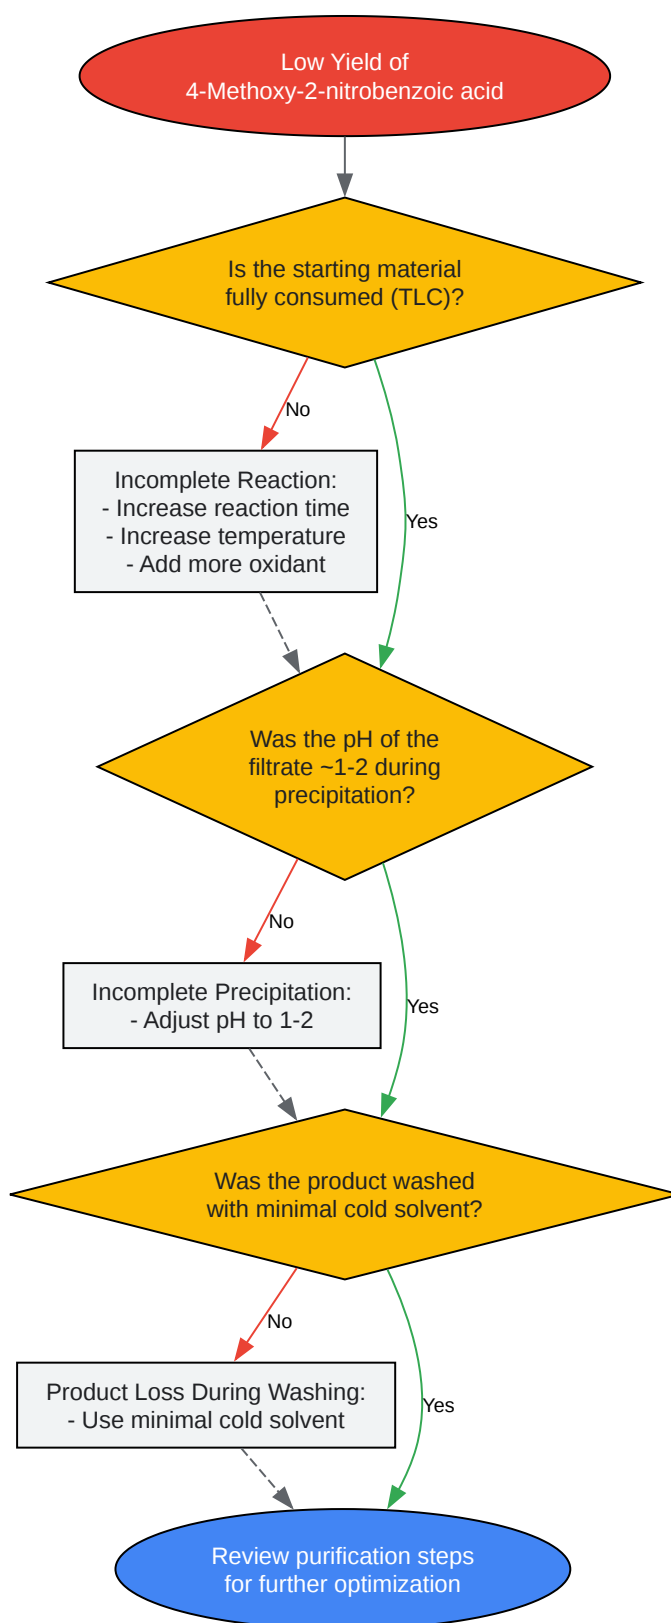 Low Yield of
4-Methoxy-2-nitrobenzoic acid
Is the starting material
fully consumed (TLC)?
No
Incomplete Reaction:
- Increase reaction time
- Increase temperature
- Add more oxidant
Yes
Was the pH of the
filtrate ~1-2 during
precipitation?
No
Incomplete Precipitation:
- Adjust pH to 1-2
Yes
Was the product washed
with minimal cold solvent?
No
Product Loss During Washing:
- Use minimal cold solvent
Yes
Review purification steps
for further optimization